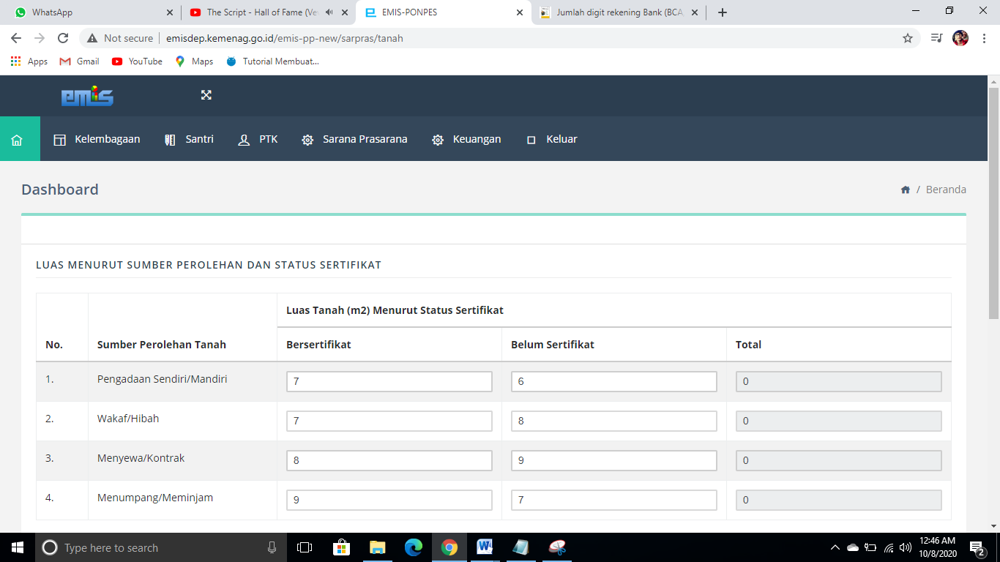 WhatsApp
The Script - Hall of Fame (Ve
EMIS-PONPES
Jumlah digit rekening Bank (BCA,
Not secure
emisdep.kemenag.go.id/emis-pp-new/sarpras/tanah
Apps
Gmail
YouTube
Maps
Tutorial Membuat...
emis
Kelembagaan
Santri
PTK
Sarana Prasarana
Keuangan
Keluar
Dashboard
/ Beranda
LUAS MENURUT SUMBER PEROLEHAN DAN STATUS SERTIFIKAT
Luas Tanah (m2) Menurut Status Sertifikat
No. Sumber Perolehan Tanah Bersertifikat Belum Sertifikat Total
1. Pengadaan Sendiri/Mandiri 7 6 0
2. Wakaf/Hibah 7 8 0
3. Menyewa/Kontrak 8 9 0
4. Menumpang/Meminjam 9 7 0
Type here to search
12:46 AM
10/8/2020
2